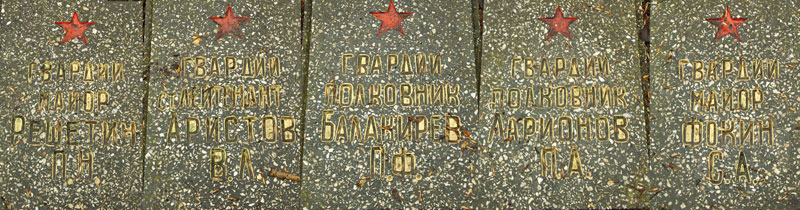 ГВАРДИИ
МАЙОР
РЕШЕТИН
П.Н.
ГВАРДИИ
СТ.ЛЕЙТЕНАНТ
АРИСТОВ
В.А.
ГВАРДИИ
ПОЛКОВНИК
БАЛАКИРЕВ
П.Ф.
ГВАРДИИ
ПОЛКОВНИК
ЛАРИОНОВ
П.А.
ГВАРДИИ
МАЙОР
ФОКИН
С.А.